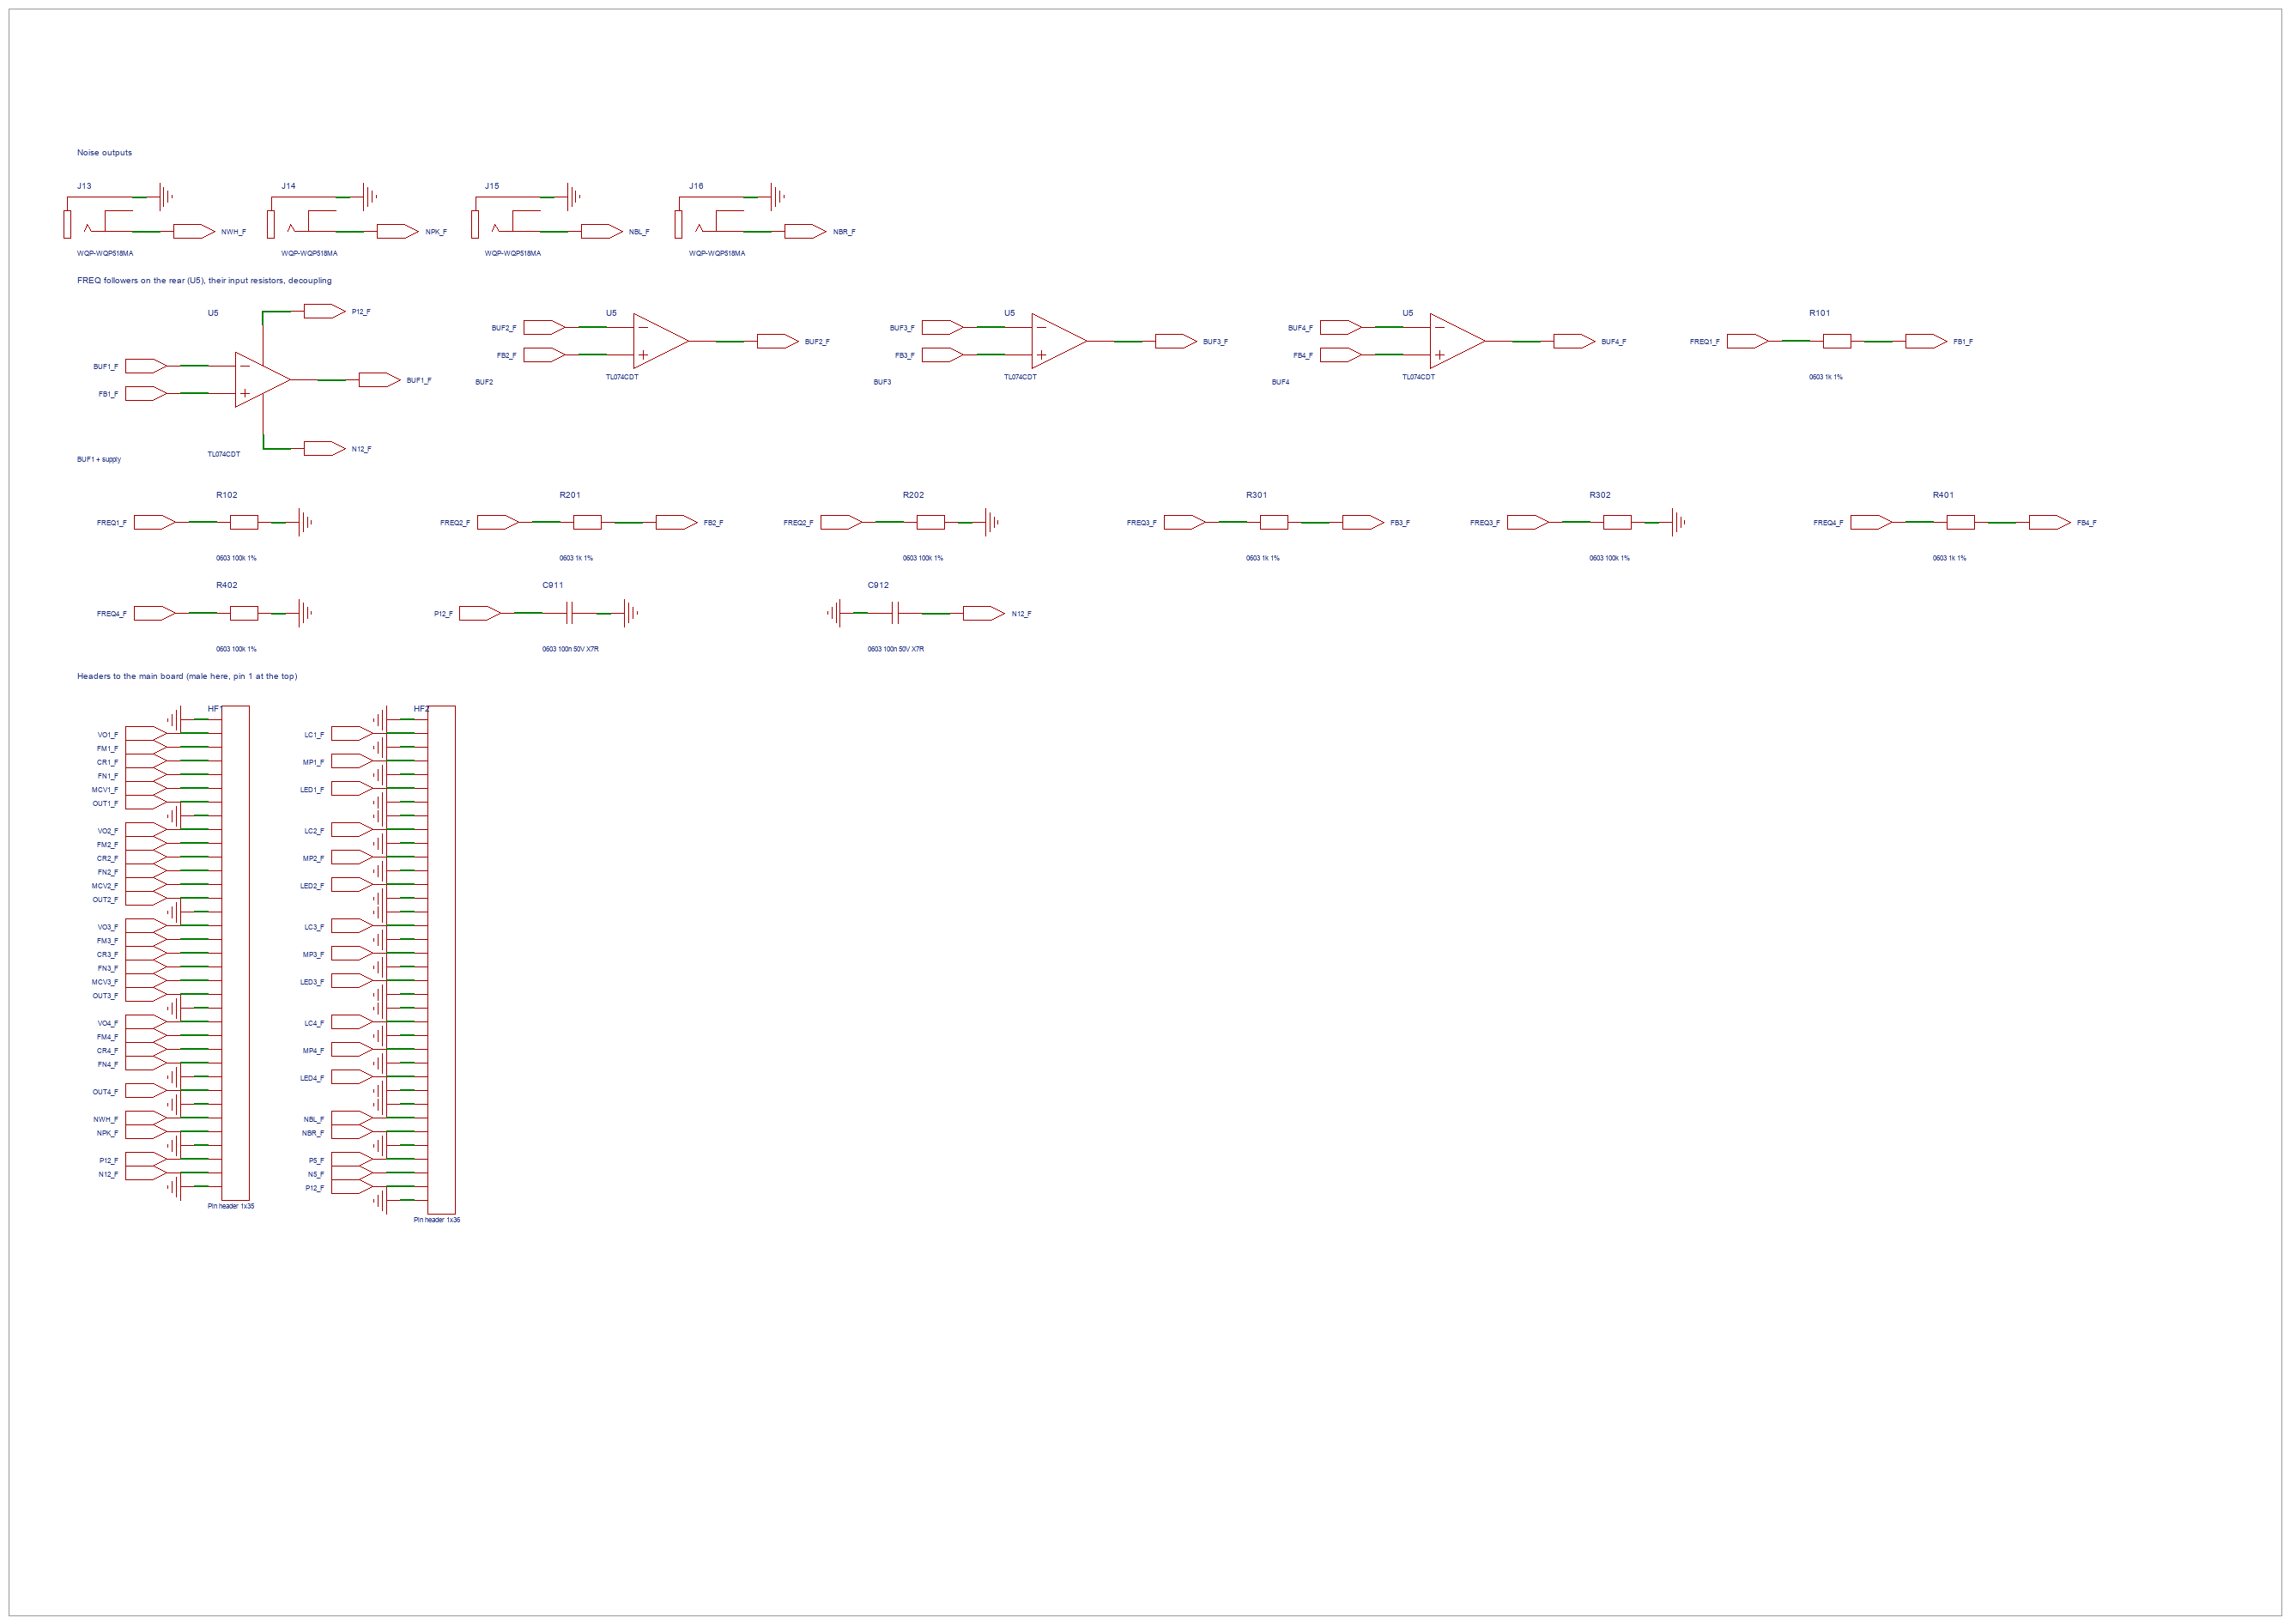 Noise outputs
J13
J14
J15
J16
NWH_F
NPK_F
NBL_F
NBR_F
WQP-WQP518MA
WQP-WQP518MA
WQP-WQP518MA
WQP-WQP518MA
FREQ followers on the rear (U5), their input resistors, decoupling
U5
P12_F
BUF1_F
FB1_F
BUF1_F
N12_F
TL074CDT
BUF1 + supply
U5
BUF2_F
FB2_F
BUF2_F
TL074CDT
BUF2
U5
BUF3_F
FB3_F
BUF3_F
TL074CDT
BUF3
U5
BUF4_F
FB4_F
BUF4_F
TL074CDT
BUF4
R101
FREQ1_F
FB1_F
0603 1k 1%
R102
FREQ1_F
0603 100k 1%
R201
FREQ2_F
FB2_F
0603 1k 1%
R202
FREQ2_F
0603 100k 1%
R301
FREQ3_F
FB3_F
0603 1k 1%
R302
FREQ3_F
0603 100k 1%
R401
FREQ4_F
FB4_F
0603 1k 1%
R402
FREQ4_F
0603 100k 1%
C911
P12_F
0603 100n 50V X7R
C912
N12_F
0603 100n 50V X7R
Headers to the main board (male here, pin 1 at the top)
HF1
VO1_F
FM1_F
CR1_F
FN1_F
MCV1_F
OUT1_F
VO2_F
FM2_F
CR2_F
FN2_F
MCV2_F
OUT2_F
VO3_F
FM3_F
CR3_F
FN3_F
MCV3_F
OUT3_F
VO4_F
FM4_F
CR4_F
FN4_F
OUT4_F
NWH_F
NPK_F
P12_F
N12_F
Pin header 1x35
HF2
LC1_F
MP1_F
LED1_F
LC2_F
MP2_F
LED2_F
LC3_F
MP3_F
LED3_F
LC4_F
MP4_F
LED4_F
NBL_F
NBR_F
P5_F
N5_F
P12_F
Pin header 1x36